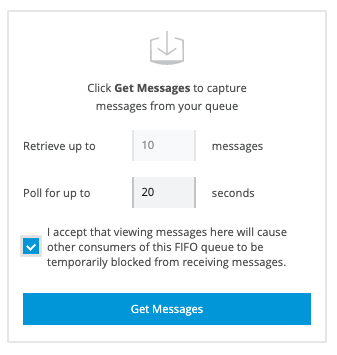 Click Get Messages to capture
messages from your queue
Retrieve up to 10 messages
Poll for up to 20 seconds
I accept that viewing messages here will cause
other consumers of this FIFO queue to be
temporarily blocked from receiving messages.
Get Messages